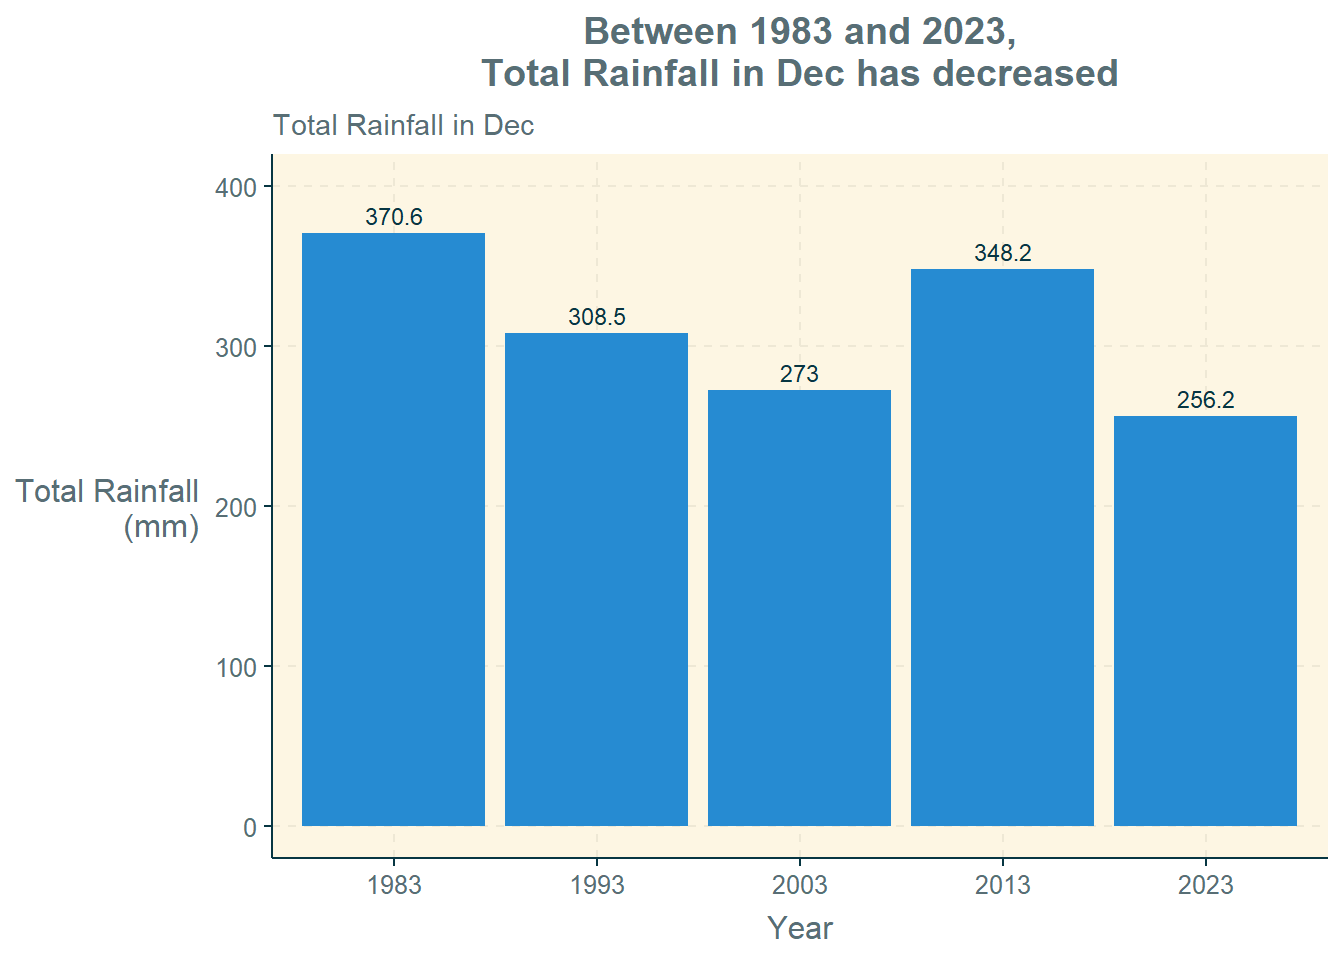 Between 1983 and 2023,
Total Rainfall in Dec has decreased
Total Rainfall in Dec
400
300
200
100
0
Total Rainfall
(mm)
370.6
308.5
273
348.2
256.2
1983
1993
2003
2013
2023
Year